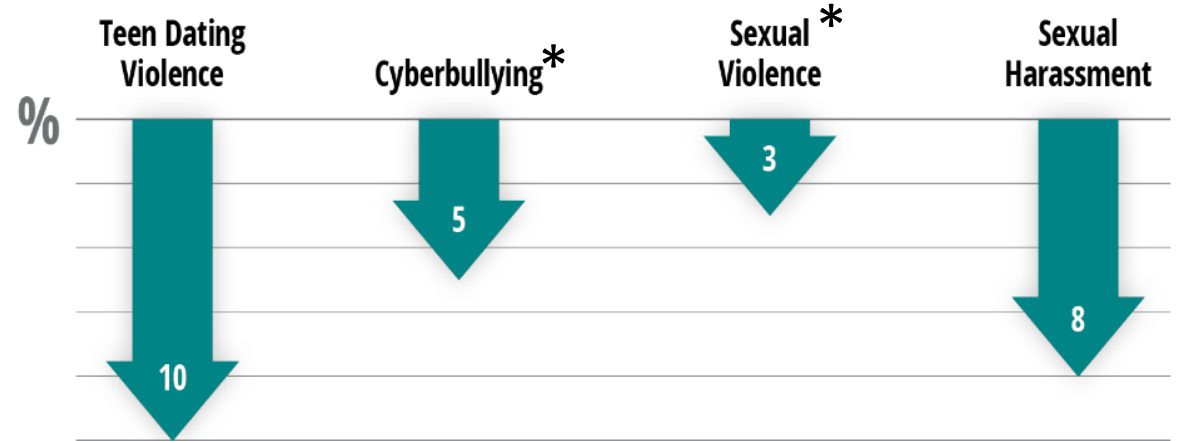 Teen Dating
Violence
Cyberbullying*
Sexual *
Violence
Sexual
Harassment
%
10
5
3
8